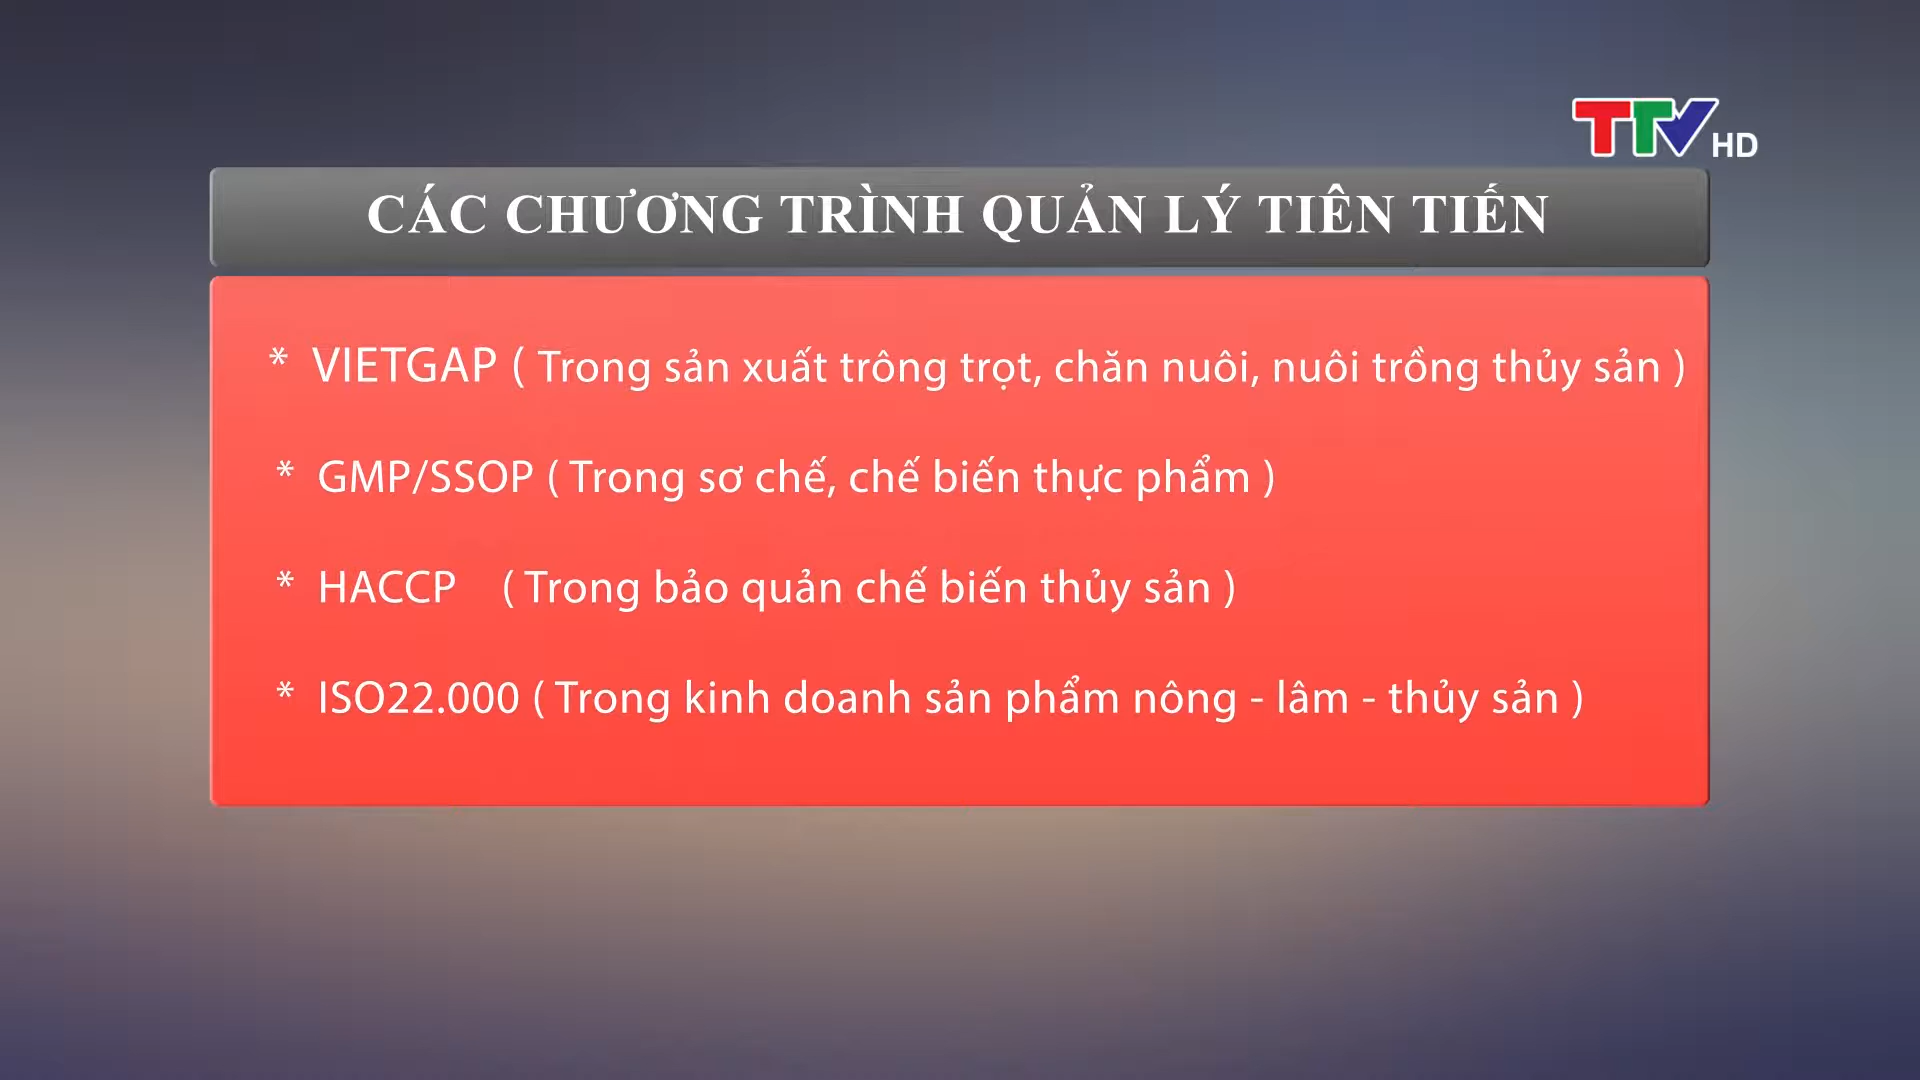 TTV HD
CÁC CHƯƠNG TRÌNH QUẢN LÝ TIÊN TIẾN
* VIETGAP ( Trong sản xuất trông trọt, chăn nuôi, nuôi trồng thủy sản )
* GMP/SSOP ( Trong sơ chế, chế biến thực phẩm )
* HACCP ( Trong bảo quản chế biến thủy sản )
* ISO22.000 ( Trong kinh doanh sản phẩm nông - lâm - thủy sản )